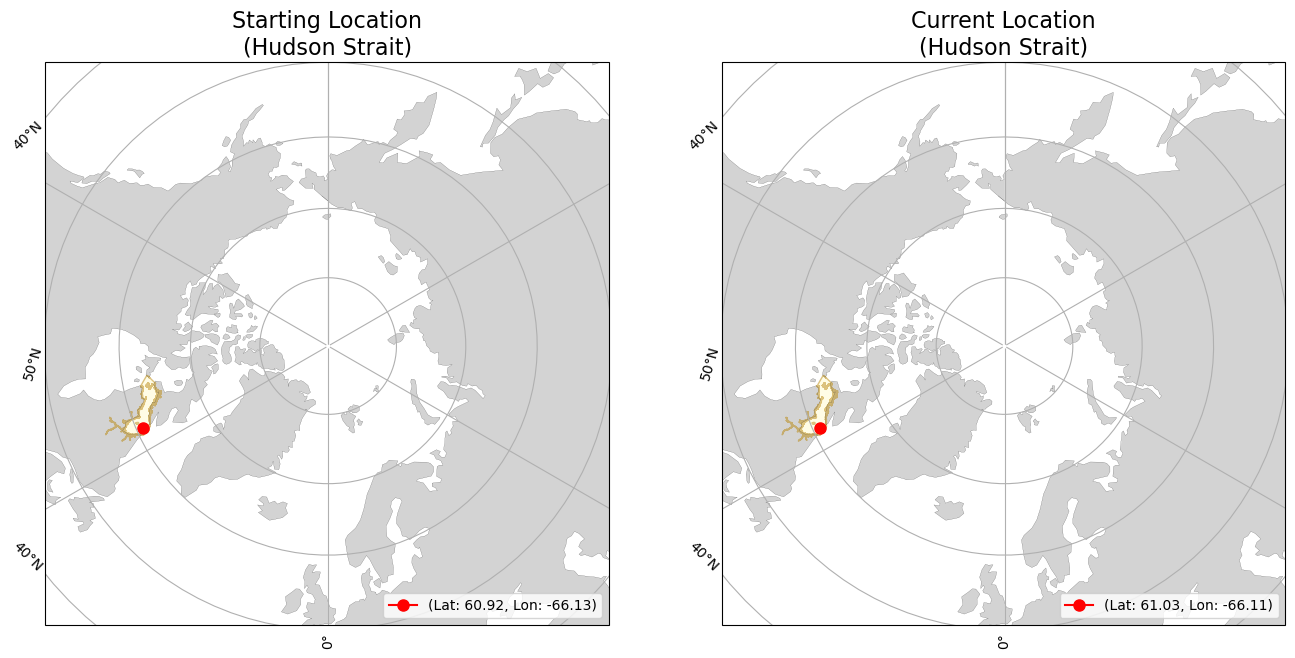 Starting Location
(Hudson Strait)
40°N
50°N
40°N
0°
(Lat: 60.92, Lon: -66.13)
Current Location
(Hudson Strait)
40°N
50°N
40°N
0°
(Lat: 61.03, Lon: -66.11)